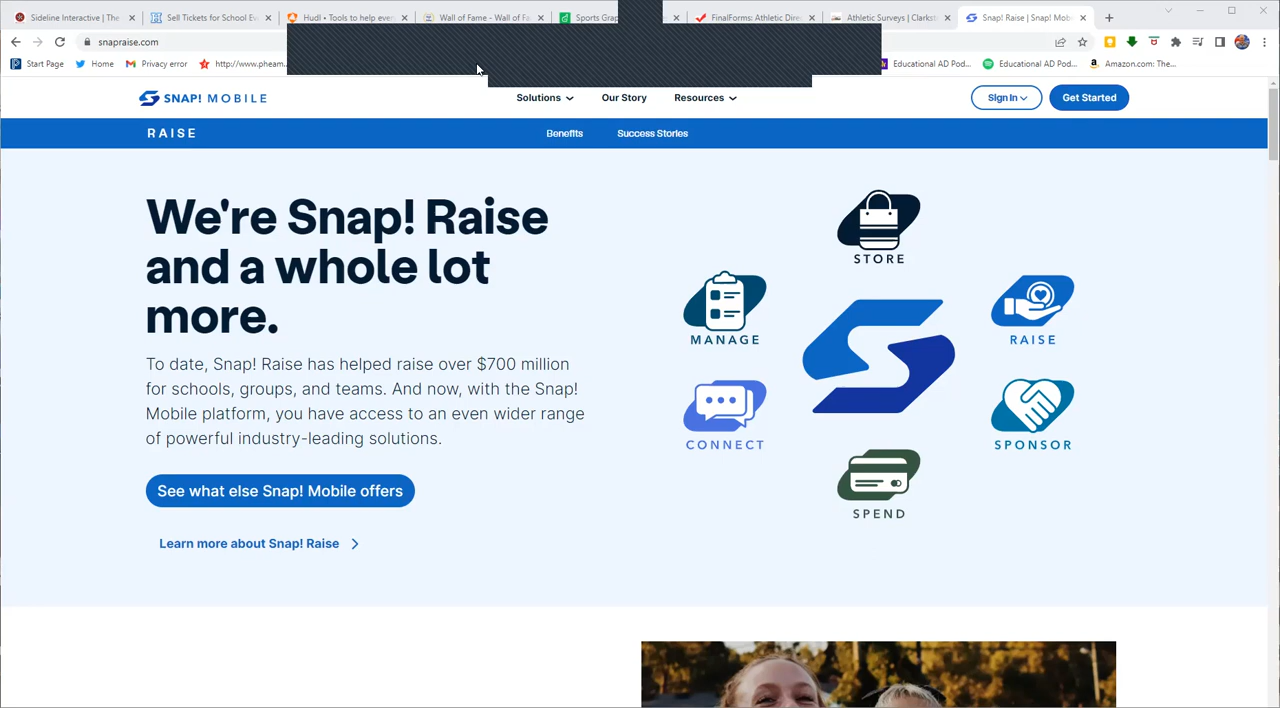 Sideline Interactive | The
Sell Tickets for School Ev
Hudl • Tools to help ever
Wall of Fame - Wall of Fa
Sports Grap
FinalForms: Athletic Dire
Athletic Surveys | Clarkst
Snap! Raise | Snap! Mob
snapraise.com
Start Page
Home
Privacy error
http://www.pheam...
Educational AD Pod...
Educational AD Pod...
Amazon.com: The...
SNAP! MOBILE
Solutions
Our Story
Resources
Sign In
Get Started
RAISE
Benefits
Success Stories
We're Snap! Raise
and a whole lot
more.
To date, Snap! Raise has helped raise over $700 million
for schools, groups, and teams. And now, with the Snap!
Mobile platform, you have access to an even wider range
of powerful industry-leading solutions.
See what else Snap! Mobile offers
Learn more about Snap! Raise
STORE
MANAGE
RAISE
CONNECT
SPONSOR
SPEND